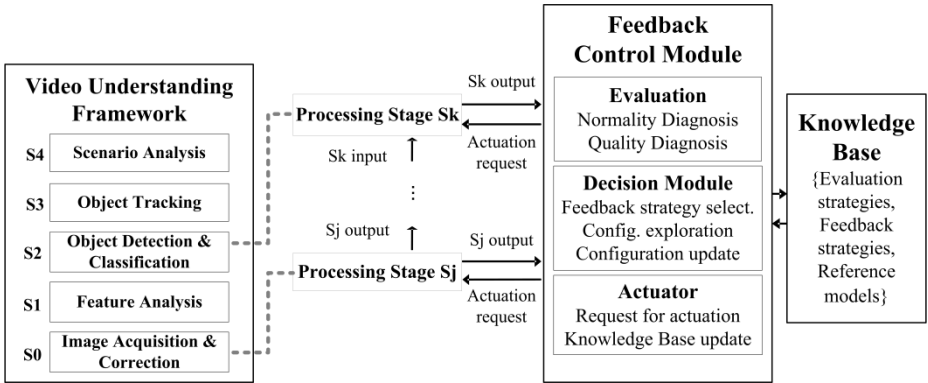 Video Understanding
Framework
S4
Scenario Analysis
S3
Object Tracking
S2
Object Detection &
Classification
S1
Feature Analysis
S0
Image Acquisition &
Correction
Processing Stage Sk
Sk input
⋮
Sj output
Processing Stage Sj
Sk output
Actuation
request
Sj output
Actuation
request
Feedback
Control Module
Evaluation
Normality Diagnosis
Quality Diagnosis
Decision Module
Feedback strategy select.
Config. exploration
Configuration update
Actuator
Request for actuation
Knowledge Base update
Knowledge
Base
{Evaluation
strategies,
Feedback
strategies,
Reference
models}